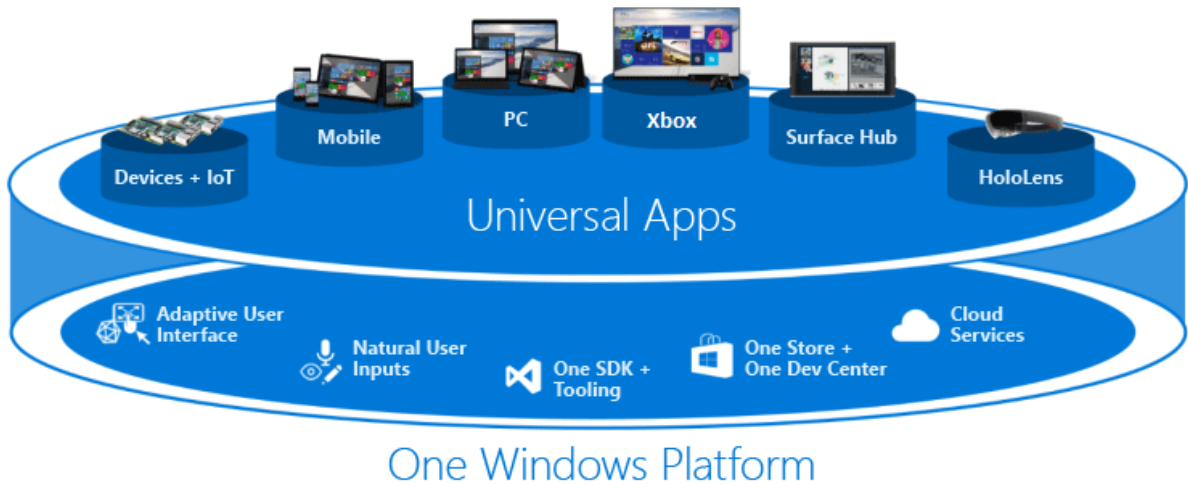 Devices + IoT
Mobile
PC
Xbox
Surface Hub
HoloLens
Universal Apps
Adaptive User
Interface
Natural User
Inputs
One SDK +
Tooling
One Store +
One Dev Center
Cloud
Services
One Windows Platform